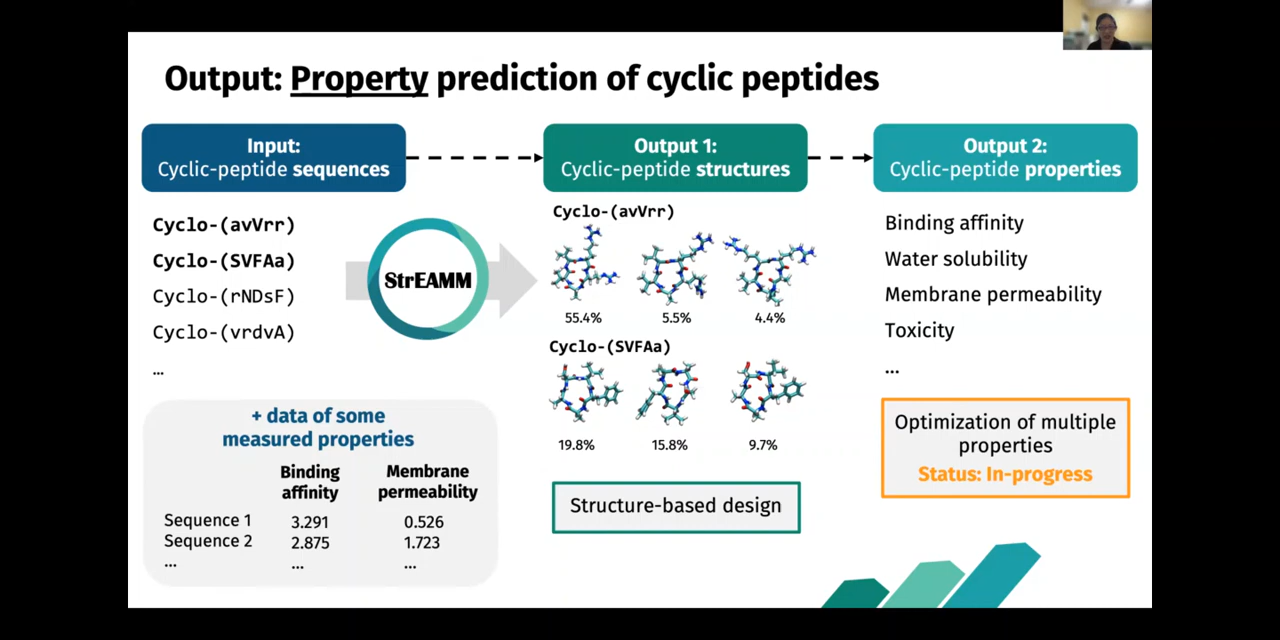 Output: Property prediction of cyclic peptides
Input:
Cyclic-peptide sequences
Output 1:
Cyclic-peptide structures
Output 2:
Cyclic-peptide properties
Cyclo-(avVrr)
Cyclo-(SVFAa)
Cyclo-(rNDsF)
Cyclo-(vrdvA)
...
StrEAMM
Cyclo-(avVrr)
55.4%
5.5%
4.4%
Cyclo-(SVFAa)
19.8%
15.8%
9.7%
Structure-based design
Binding affinity
Water solubility
Membrane permeability
Toxicity
...
Optimization of multiple
properties
Status: In-progress
+ data of some
measured properties
Binding affinity
Membrane permeability
Sequence 1 3.291 0.526
Sequence 2 2.875 1.723
... ... ...